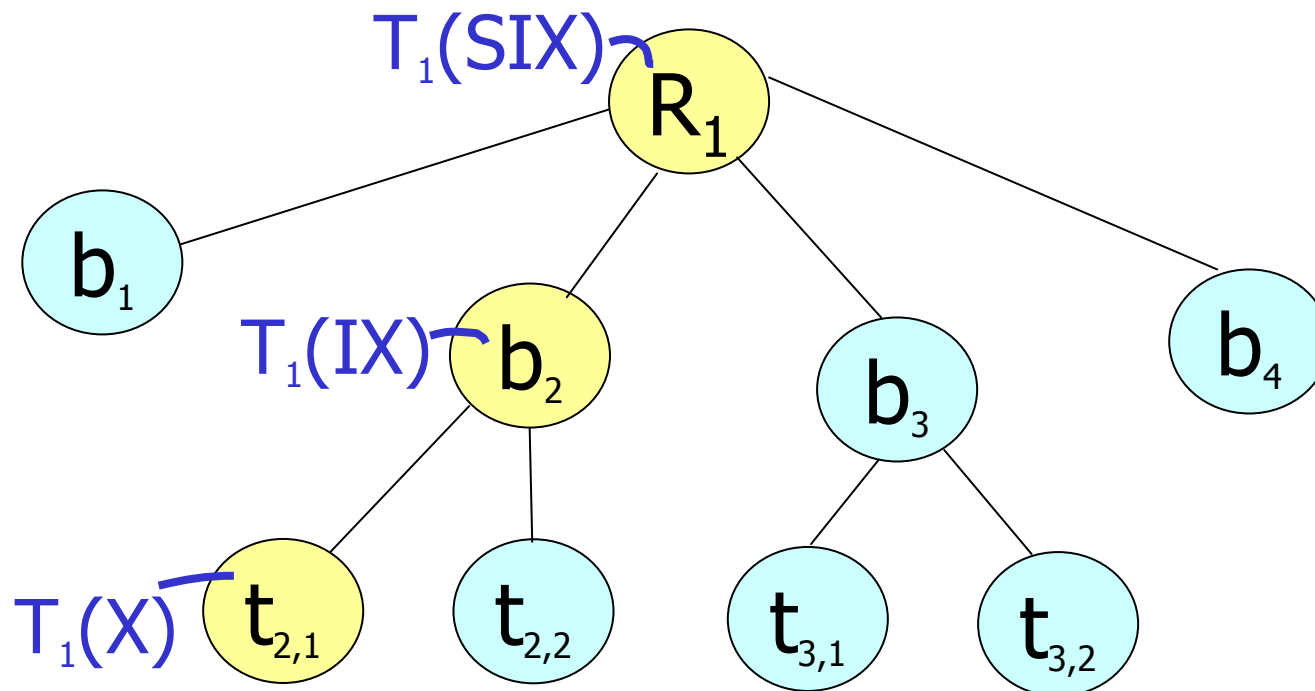 T₁(SIX)
R₁
b₁
T₁(IX)
b₂
b₃
b₄
T₁(X)
t₂,₁
t₂,₂
t₃,₁
t₃,₂